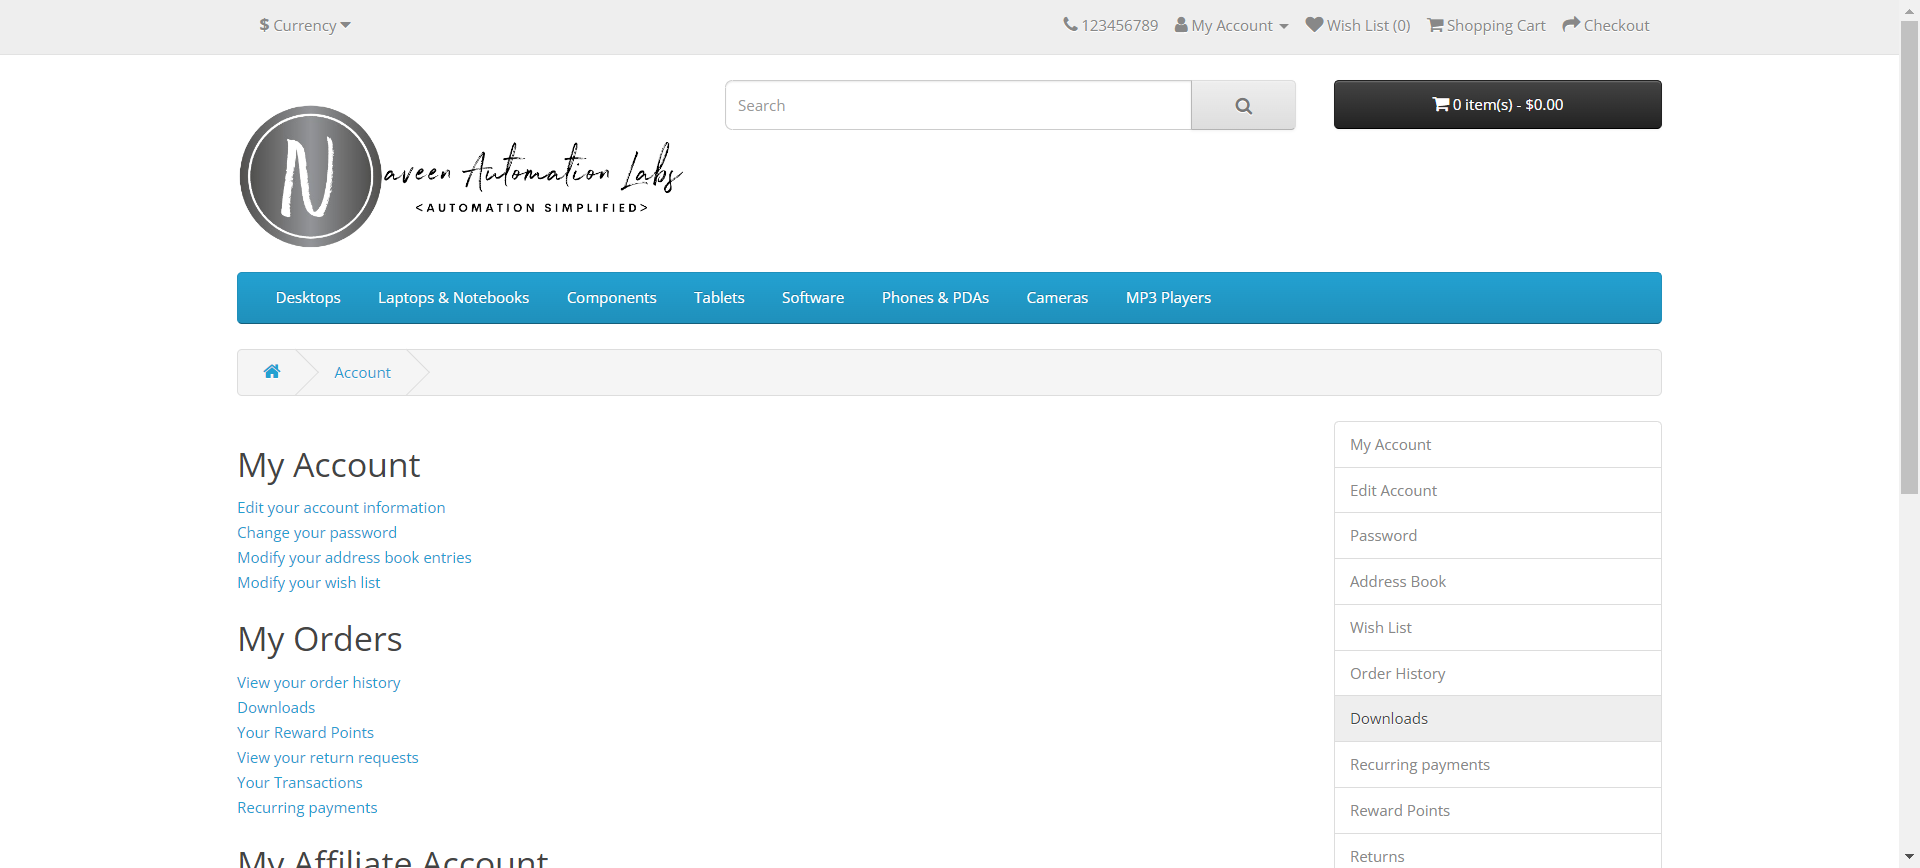 $ Currency
123456789 My Account Wish List (0) Shopping Cart Checkout
Search
0 item(s) - $0.00
Naveen Automation Labs
<AUTOMATION SIMPLIFIED>
Desktops Laptops & Notebooks Components Tablets Software Phones & PDAs Cameras MP3 Players
Account
My Account
Edit your account information
Change your password
Modify your address book entries
Modify your wish list
My Orders
View your order history
Downloads
Your Reward Points
View your return requests
Your Transactions
Recurring payments
My Affiliate Account
My Account
Edit Account
Password
Address Book
Wish List
Order History
Downloads
Recurring payments
Reward Points
Returns